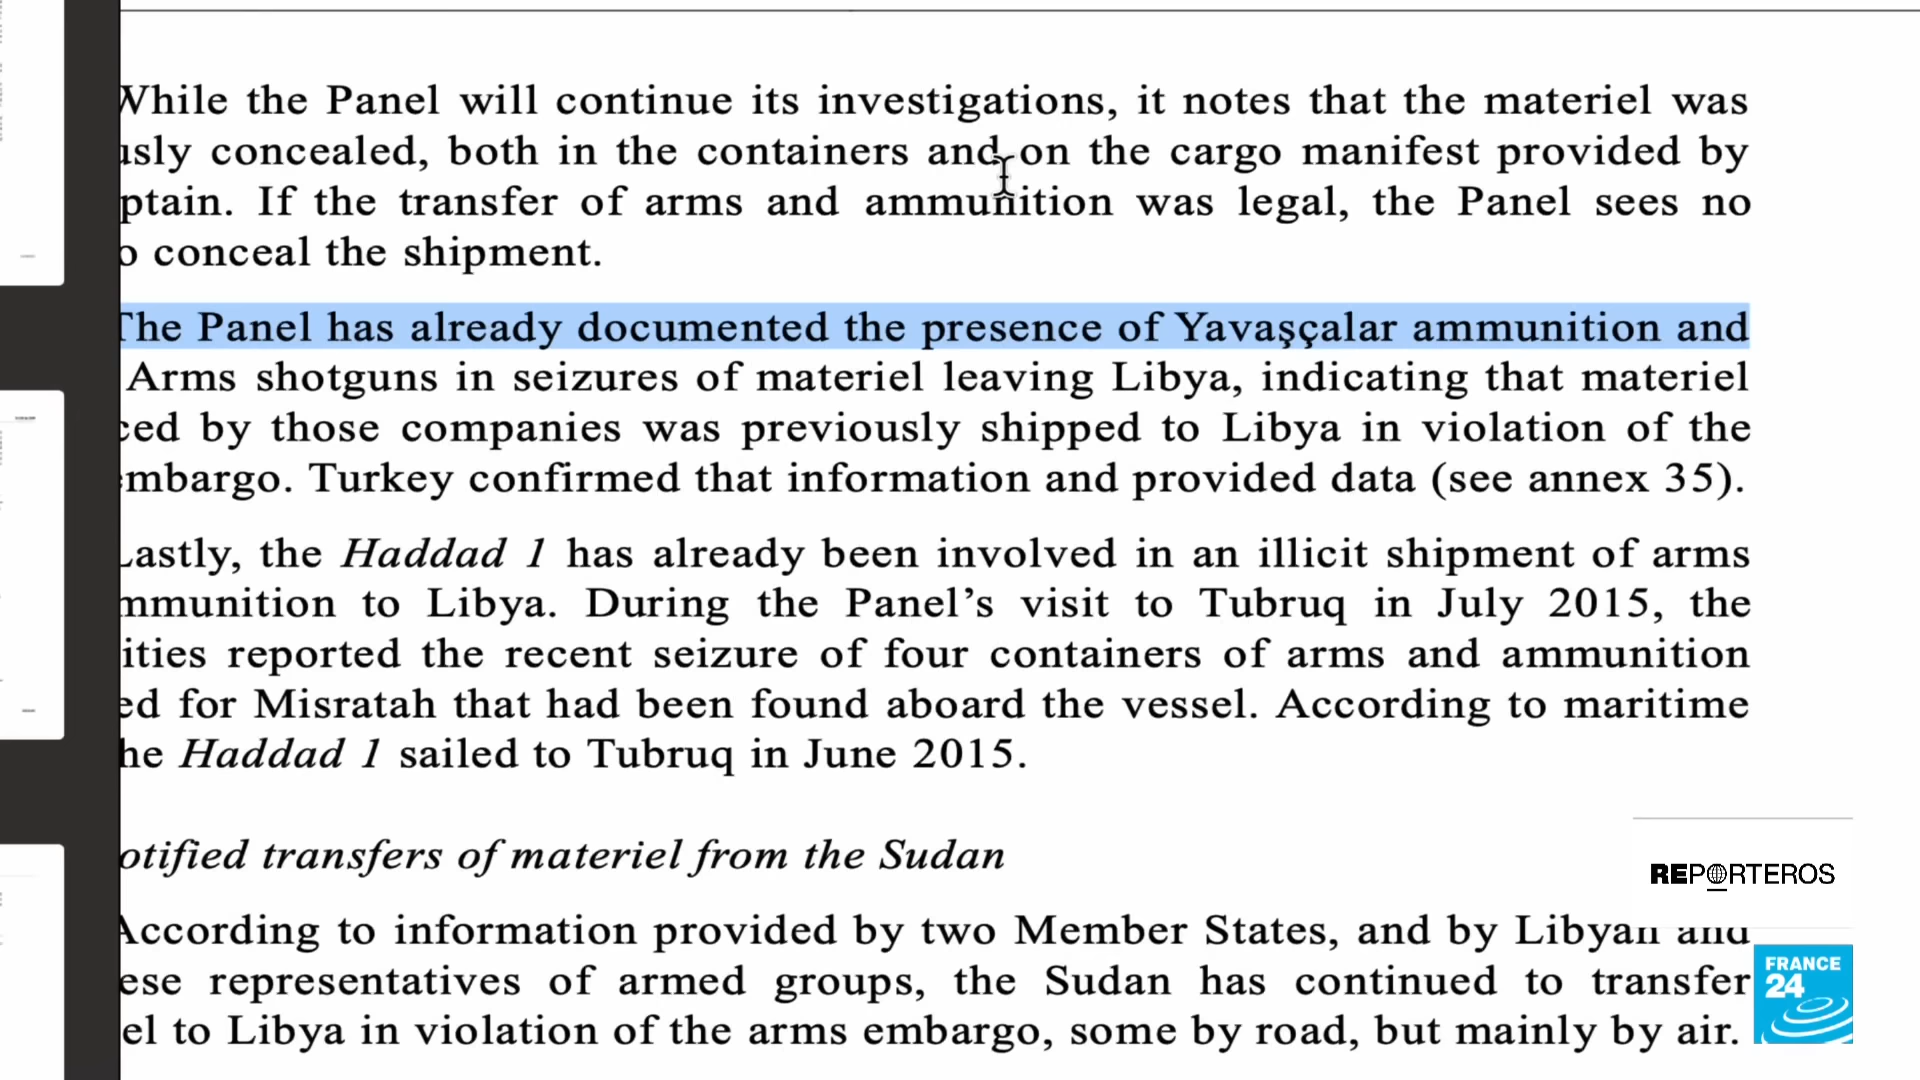 While the Panel will continue its investigations, it notes that the materiel was
usly concealed, both in the containers and on the cargo manifest provided by
ptain. If the transfer of arms and ammunition was legal, the Panel sees no
o conceal the shipment.
The Panel has already documented the presence of Yavaşçalar ammunition and
Arms shotguns in seizures of materiel leaving Libya, indicating that materiel
ced by those companies was previously shipped to Libya in violation of the
embargo. Turkey confirmed that information and provided data (see annex 35).
Lastly, the Haddad 1 has already been involved in an illicit shipment of arms
mmunition to Libya. During the Panel’s visit to Tubruq in July 2015, the
ities reported the recent seizure of four containers of arms and ammunition
ed for Misratah that had been found aboard the vessel. According to maritime
he Haddad 1 sailed to Tubruq in June 2015.
otified transfers of materiel from the Sudan
REPORTEROS
According to information provided by two Member States, and by Libyan and
ese representatives of armed groups, the Sudan has continued to transfer
el to Libya in violation of the arms embargo, some by road, but mainly by air.
FRANCE
24